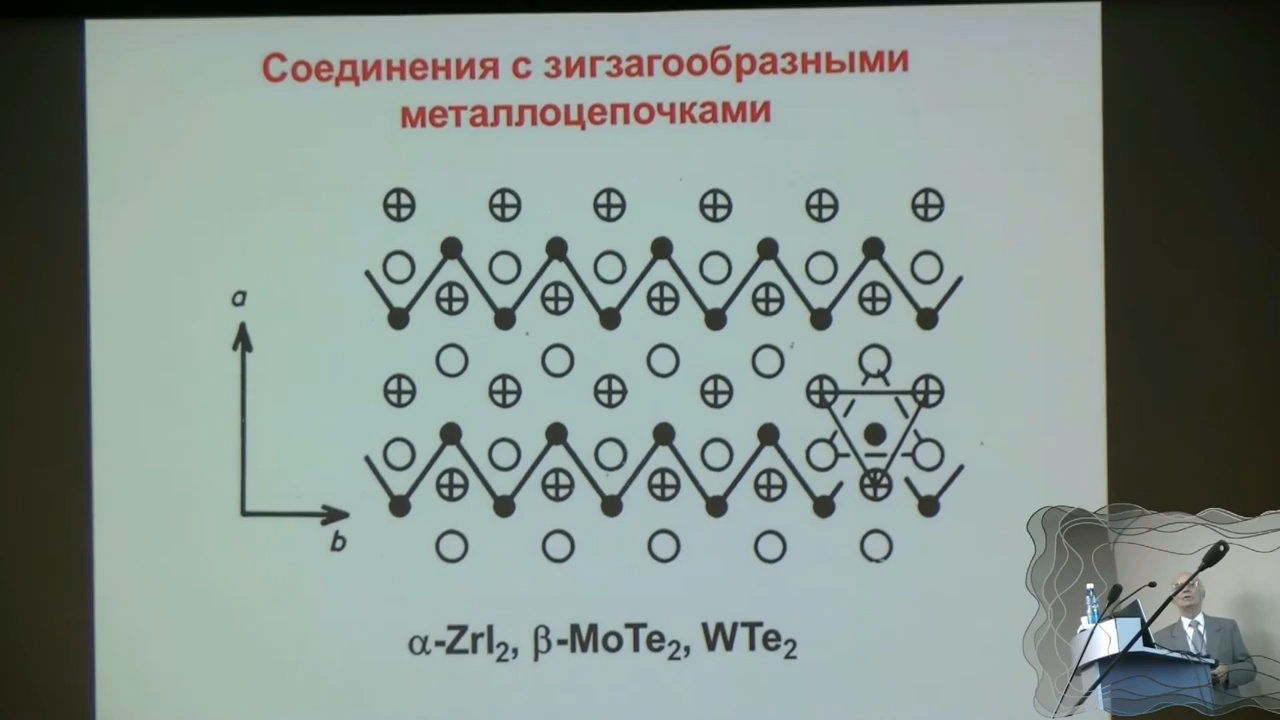 Соединения с зигзагообразными
металлоцепочками
a
b
α-ZrI₂, β-MoTe₂, WTe₂